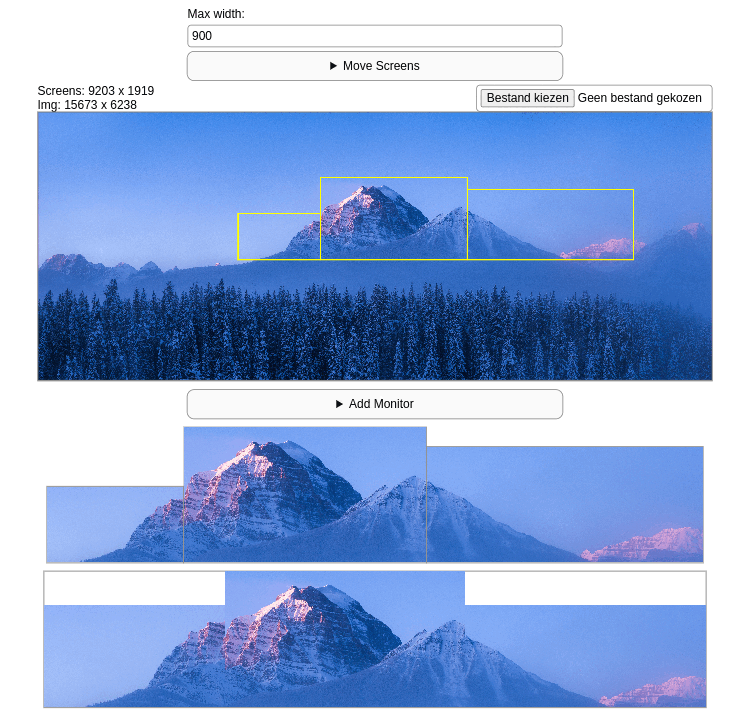 Max width:
900
▶ Move Screens
Screens: 9203 x 1919
Img: 15673 x 6238
Bestand kiezen Geen bestand gekozen
▶ Add Monitor